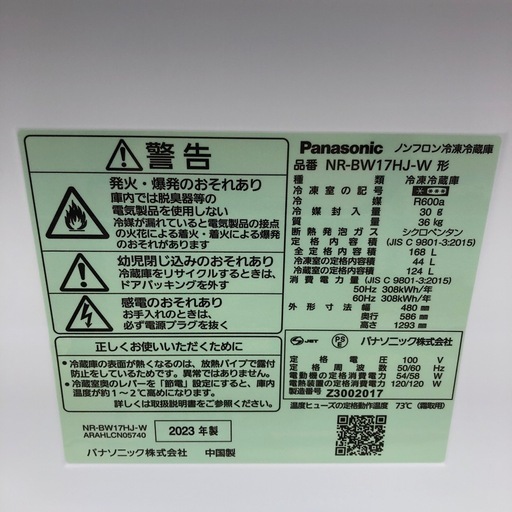 警告
発火・爆発のおそれあり
庫内では脱臭器等の
電気製品を使用しない
冷媒が漏れていると電気製品の接点
の火花による着火・着火による爆発
のおそれあり
幼児閉じ込みのおそれあり
冷蔵庫をリサイクルするときは、
ドアパッキングを外す
感電のおそれあり
お手入れのときは、
必ず電源プラグを抜く
正しくお使いいただくために
・冷蔵庫の表面が熱くなるのは、放熱パイプで露付
防止をしているためで、異常ではありません。
・冷蔵室奥のレバーを「節電」設定にすると、庫内温
度が約1～2℃高めになります。
詳しくは取扱説明書をご覧ください。
NR-BW17HJ-W
ARAHLCN05740
2023 年製
パナソニック株式会社 中国製
Panasonic ノンフロン冷凍冷蔵庫
品番 NR-BW17HJ-W 形
種類 冷凍冷蔵庫
冷凍室の記号 ****
冷媒 R600a
冷媒封入量 30 g
質量 36 kg
断熱発泡ガス シクロペンタン
定格内容積 (JIS C 9801-3:2015)
全定格内容積 168 L
冷凍室の定格内容積 44 L
冷蔵室の定格内容積 124 L
消費電力量 (JIS C 9801-3:2015)
50Hz 308kWh/年
60Hz 308kWh/年
外形寸法 幅 480 mm
奥行 586 mm
高さ 1293 mm
JET PS E パナソニック株式会社
定格電圧 100 V
定格周波数 50/60 Hz
電動機の定格消費電力 54/58 W
電熱装置の定格消費電力 120/120 W
製造番号 Z3002017
温度ヒューズの定格動作温度 73℃ (霜取用)